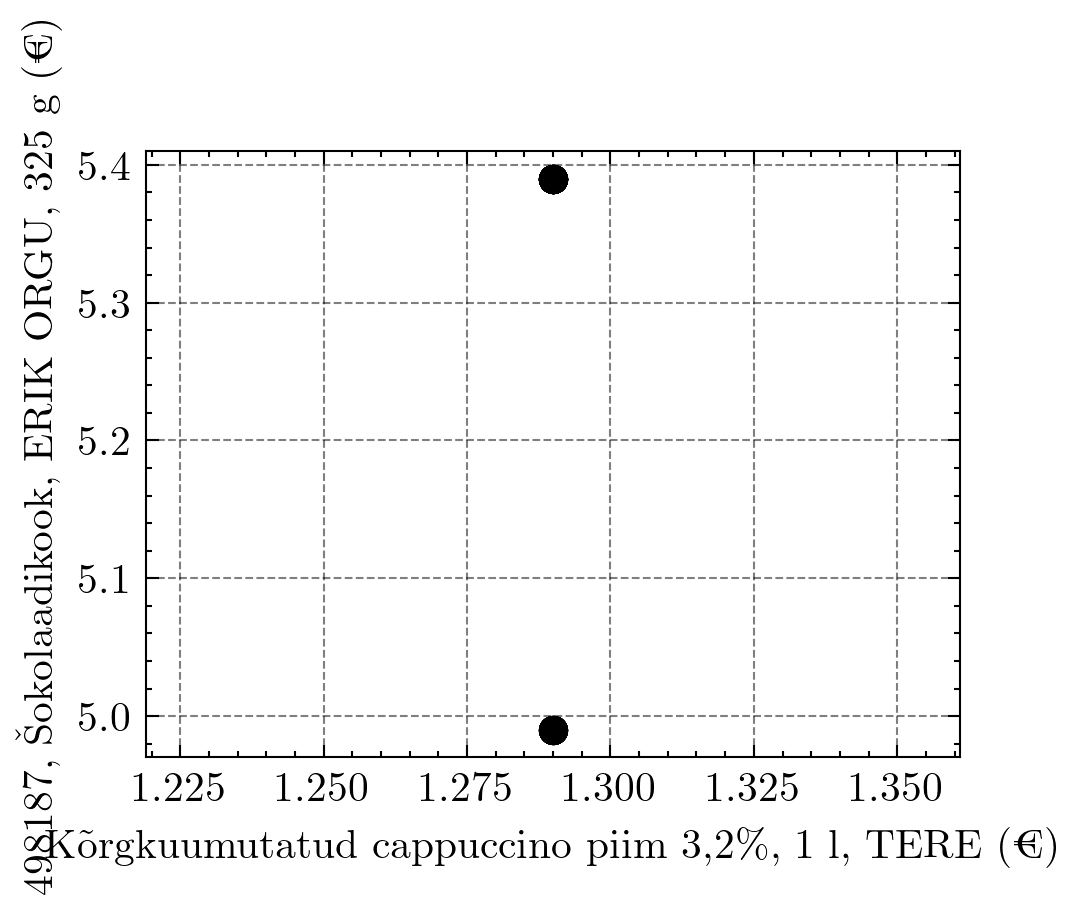 498187, Šokolaadikook, ERIK ORGU, 325 g (€)
5.4
5.3
5.2
5.1
5.0
1.225 1.250 1.275 1.300 1.325 1.350
Kõrgkuumutatud cappuccino piim 3,2%, 1 l, TERE (€)